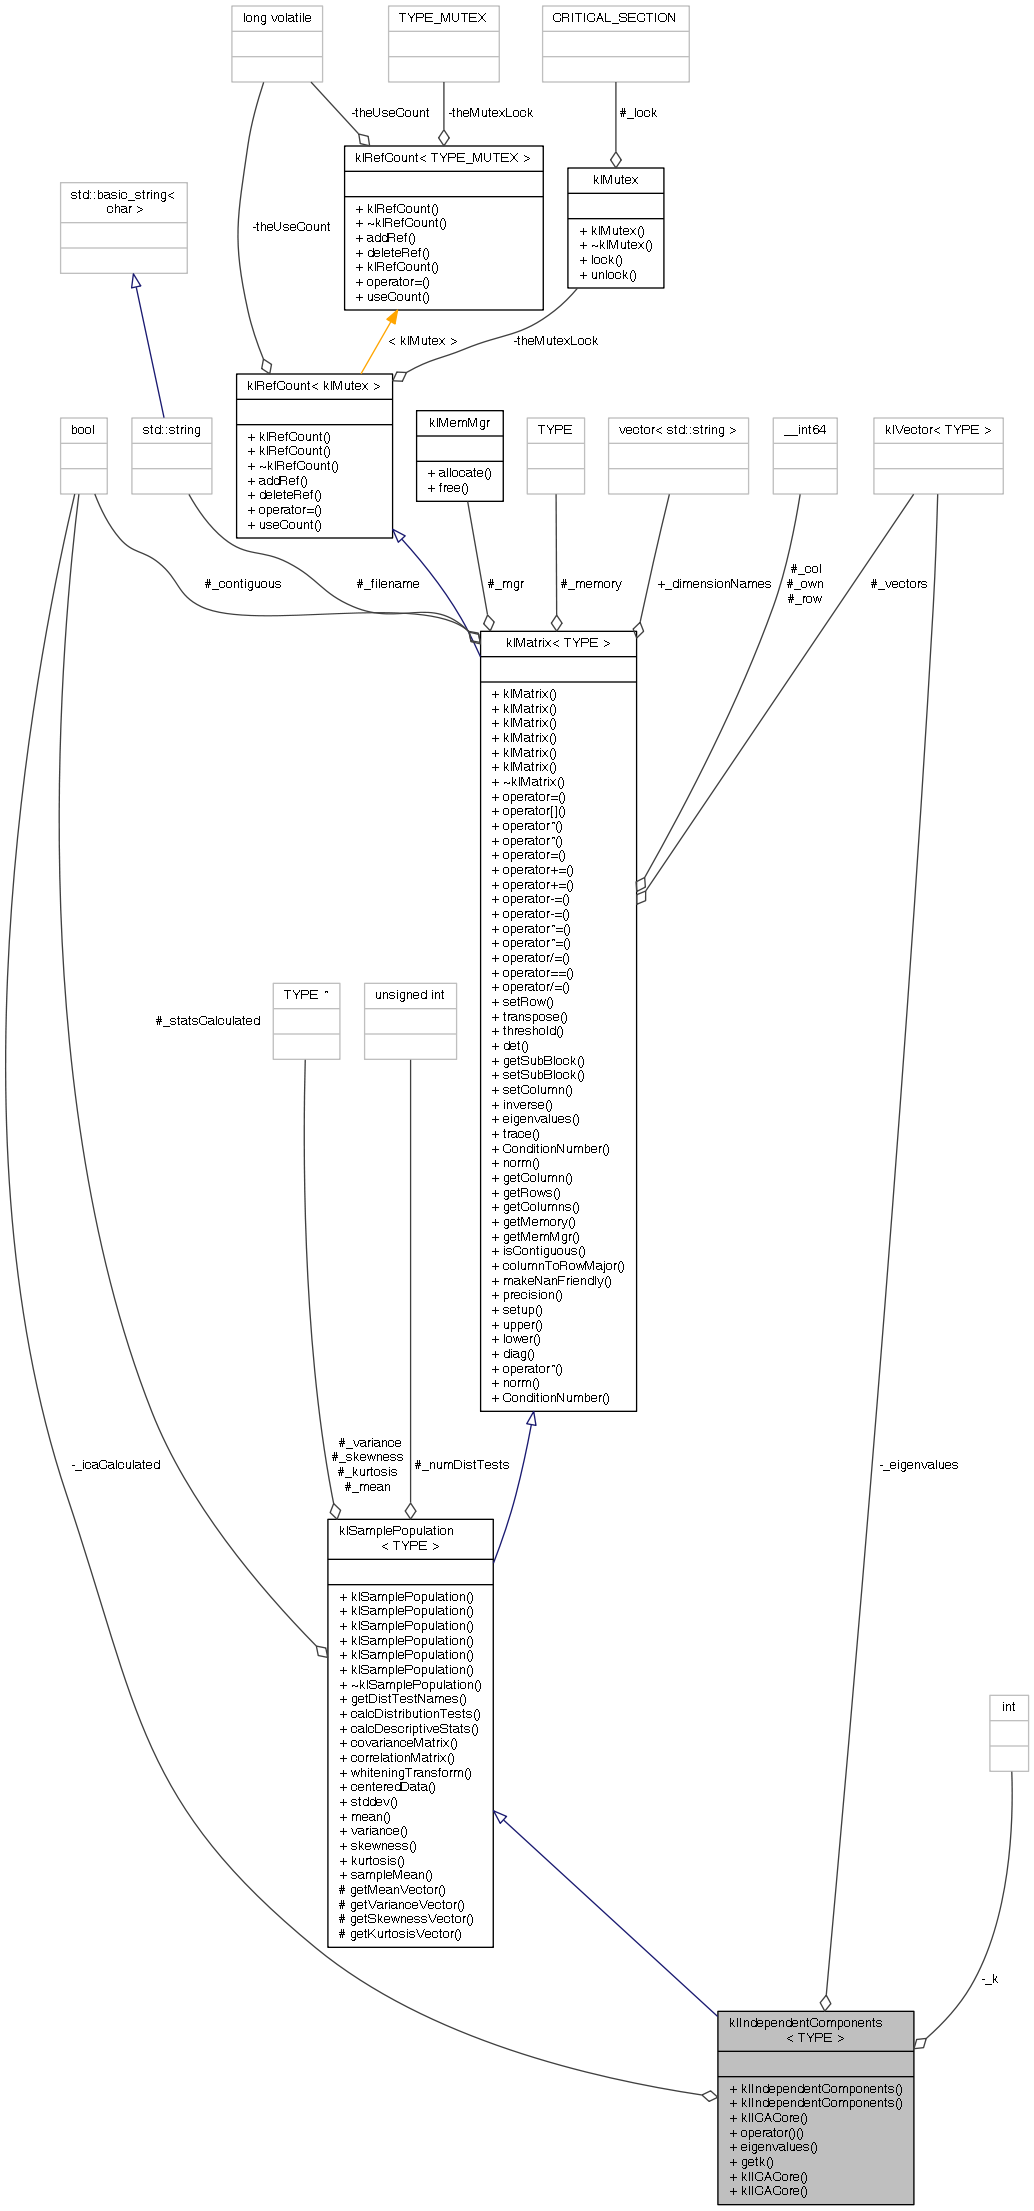 long volatile
TYPE_MUTEX
CRITICAL_SECTION
-theUseCount
-theMutexLock
#_lock
klRefCount< TYPE_MUTEX >
+ klRefCount()
+ ~klRefCount()
+ addRef()
+ deleteRef()
+ klRefCount()
+ operator=()
+ useCount()
klMutex
+ klMutex()
+ ~klMutex()
+ lock()
+ unlock()
std::basic_string<
char >
-theUseCount
< klMutex >
-theMutexLock
klRefCount< klMutex >
+ klRefCount()
+ klRefCount()
+ ~klRefCount()
+ addRef()
+ deleteRef()
+ operator=()
+ useCount()
bool
std::string
klMemMgr
+ allocate()
+ free()
TYPE
vector< std::string >
__int64
klVector< TYPE >
#_contiguous
#_filename
#_mgr
#_memory
+_dimensionNames
#_col
#_own
#_row
#_vectors
klMatrix< TYPE >
+ klMatrix()
+ klMatrix()
+ klMatrix()
+ klMatrix()
+ klMatrix()
+ klMatrix()
+ ~klMatrix()
+ operator=()
+ operator[]()
+ operator*()
+ operator*()
+ operator=()
+ operator+=()
+ operator+=()
+ operator-=()
+ operator-=()
+ operator*=()
+ operator*=()
+ operator/=()
+ operator==()
+ operator/=()
+ setRow()
+ transpose()
+ threshold()
+ det()
+ getSubBlock()
+ setSubBlock()
+ setColumn()
+ inverse()
+ eigenvalues()
+ trace()
+ ConditionNumber()
+ norm()
+ getColumn()
+ getRows()
+ getColumns()
+ getMemory()
+ getMemMgr()
+ isContiguous()
+ columnToRowMajor()
+ makeNanFriendly()
+ precision()
+ setup()
+ upper()
+ lower()
+ diag()
+ operator*()
+ norm()
+ ConditionNumber()
#_statsCalculated
TYPE *
unsigned int
#_variance
#_skewness
#_kurtosis
#_mean
#_numDistTests
-_icaCalculated
-_eigenvalues
klSamplePopulation
< TYPE >
+ klSamplePopulation()
+ klSamplePopulation()
+ klSamplePopulation()
+ klSamplePopulation()
+ klSamplePopulation()
+ klSamplePopulation()
+ ~klSamplePopulation()
+ getDistTestNames()
+ calcDistributionTests()
+ calcDescriptiveStats()
+ covarianceMatrix()
+ correlationMatrix()
+ whiteningTransform()
+ centeredData()
+ stddev()
+ mean()
+ variance()
+ skewness()
+ kurtosis()
+ sampleMean()
# getMeanVector()
# getVarianceVector()
# getSkewnessVector()
# getKurtosisVector()
int
-_k
klIndependentComponents
< TYPE >
+ klIndependentComponents()
+ klIndependentComponents()
+ klICACore()
+ operator()()
+ eigenvalues()
+ getk()
+ klICACore()
+ klICACore()